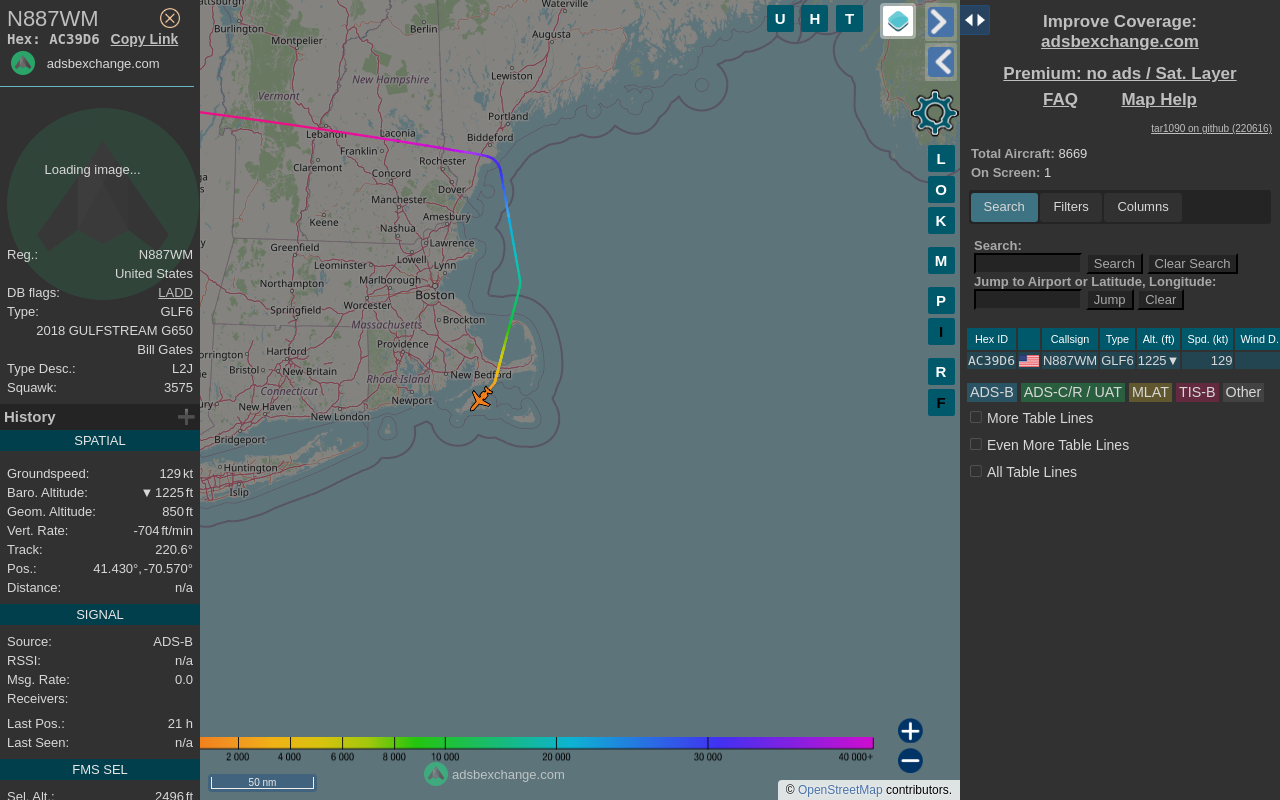 N887WM
Hex: AC39D6 Copy Link
adsbexchange.com
Loading image...
Reg.: N887WM
United States
DB flags: LADD
Type: GLF6
2018 GULFSTREAM G650
Bill Gates
Type Desc.: L2J
Squawk: 3575
History
SPATIAL
Groundspeed: 129 kt
Baro. Altitude: ▼ 1225 ft
Geom. Altitude: 850 ft
Vert. Rate: -704 ft/min
Track: 220.6°
Pos.: 41.430°, -70.570°
Distance: n/a
SIGNAL
Source: ADS-B
RSSI: n/a
Msg. Rate: 0.0
Receivers:
Last Pos.: 21 h
Last Seen: n/a
FMS SEL
Sel. Alt.: 2496 ft
Waterville
Burlington
Berlin
Augusta
Montpelier
Lewiston
New Hampshire
Vermont
Portland
Lebanon
Laconia
Biddeford
Franklin
Rochester
Claremont
Concord
Dover
Manchester
Amesbury
Keene
Nashua
Lawrence
Greenfield
Lowell
Leominster
Lynn
Northampton
Marlborough
Boston
Worcester
Springfield
Brockton
Massachusetts
Providence
Hartford
Torrington
Bristol
New Britain
Rhode Island
New Bedford
Connecticut
Newport
New Haven
New London
Bridgeport
Huntington
Islip
U H T
L
O
K
M
P
I
R
F
2 000 4 000 6 000 8 000 10 000 20 000 30 000 40 000+
50 nm
adsbexchange.com
© OpenStreetMap contributors.
Improve Coverage:
adsbexchange.com
Premium: no ads / Sat. Layer
FAQ Map Help
tar1090 on github (220616)
Total Aircraft: 8669
On Screen: 1
Search Filters Columns
Search:
Search Clear Search
Jump to Airport or Latitude, Longitude:
Jump Clear
Hex ID Callsign Type Alt. (ft) Spd. (kt) Wind D.
AC39D6 N887WM GLF6 1225▼ 129
ADS-B ADS-C/R / UAT MLAT TIS-B Other
More Table Lines
Even More Table Lines
All Table Lines